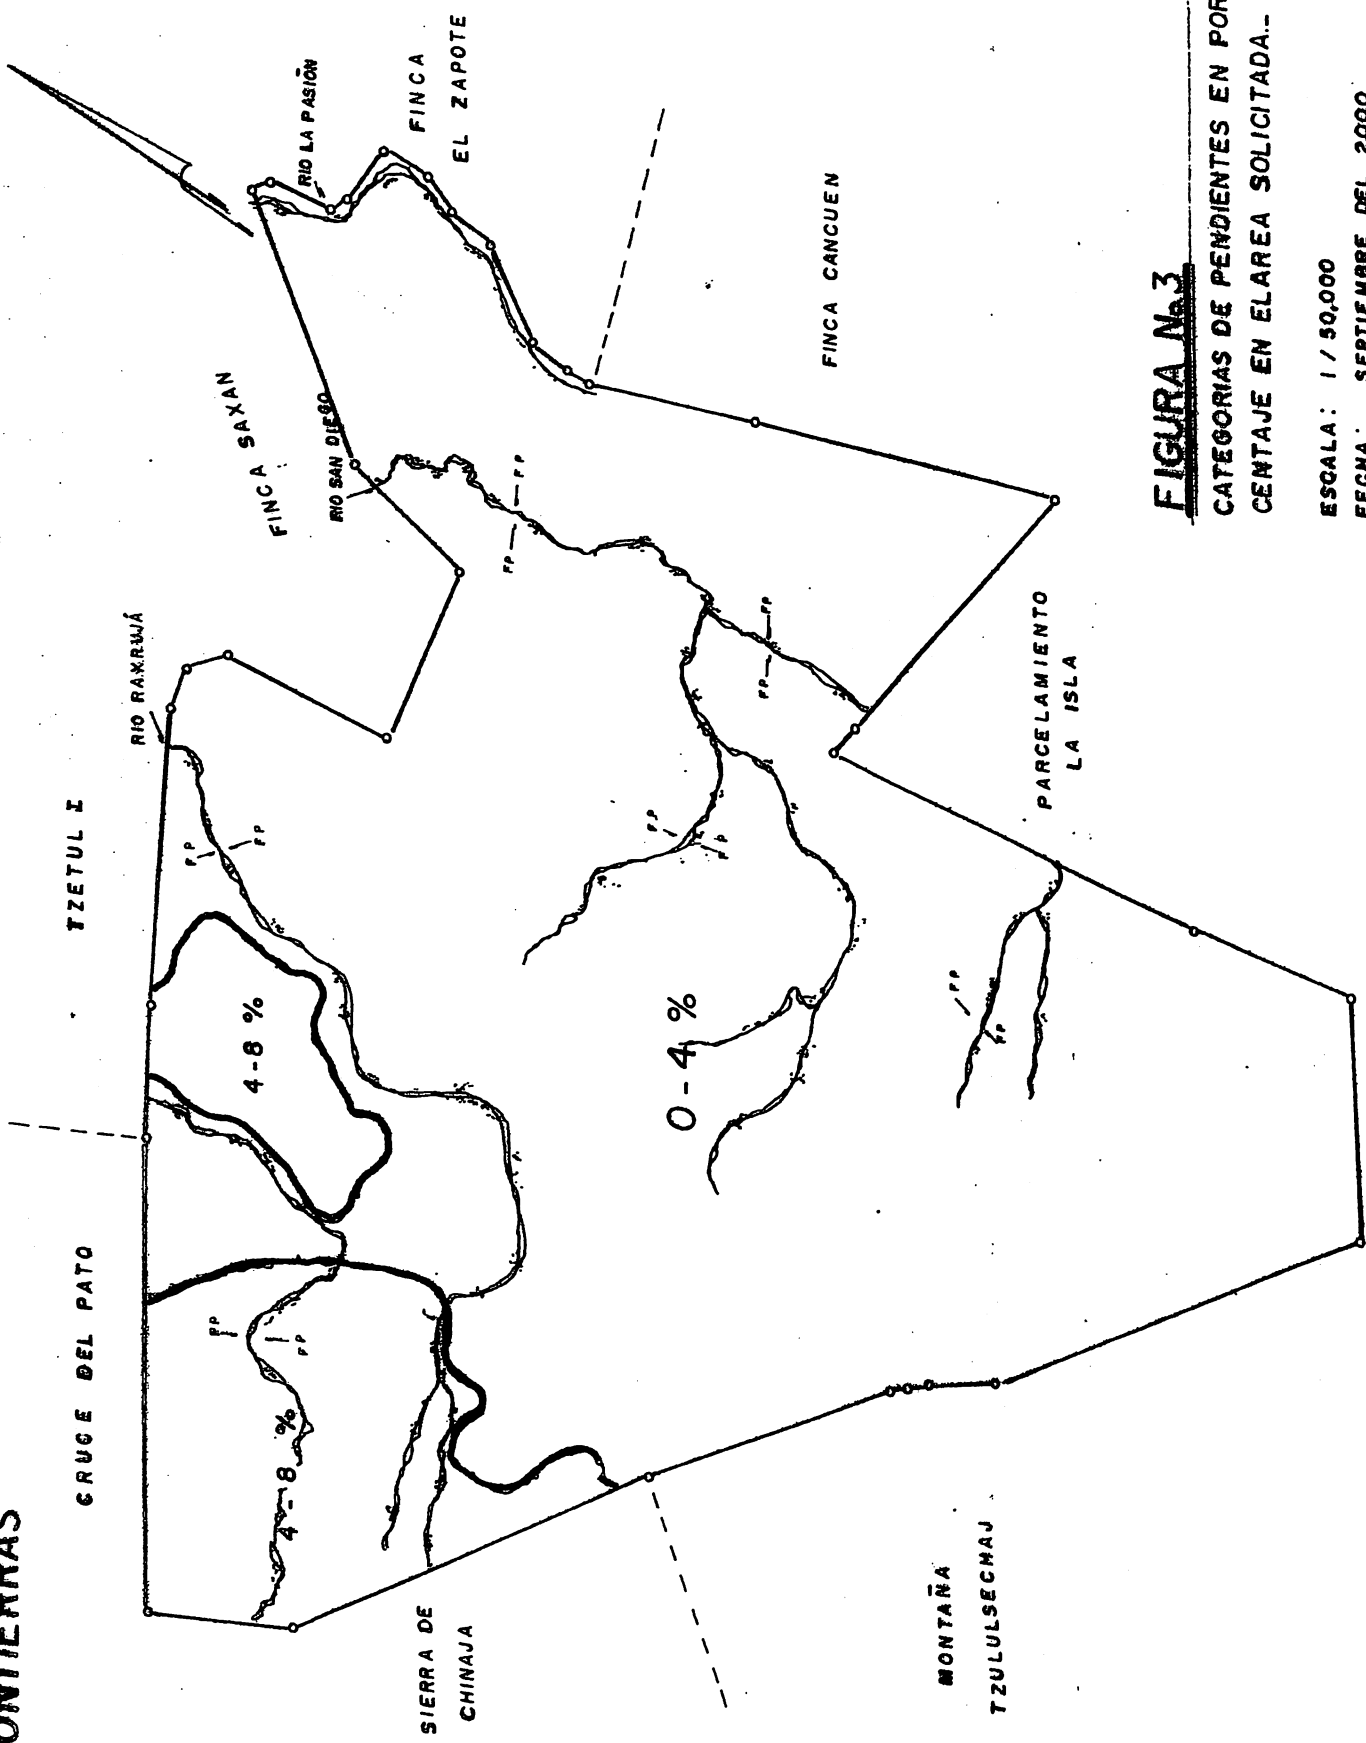 ONTIERRAS
CRUCE DEL PATO
TZETUL I
RIO RAXRUJÁ
FINCA SAXAN
RIO SAN DIEGO
RIO LA PASIÓN
FINCA
EL ZAPOTE
FINCA CANCUEN
PARCELAMIENTO
LA ISLA
MONTAÑA
TZULULSECHAJ
SIERRA DE
CHINAJA
4-8 %
4-8 %
0-4 %
F.P
F.P
F.P
F.P
F.P
F.P
F.P
F.P
F.P
F.P
F.P
F.P
FIGURA No.3
CATEGORIAS DE PENDIENTES EN POR
CENTAJE EN EL AREA SOLICITADA._
ESCALA: 1 / 50,000
FECHA: SEPTIEMBRE DEL 2000